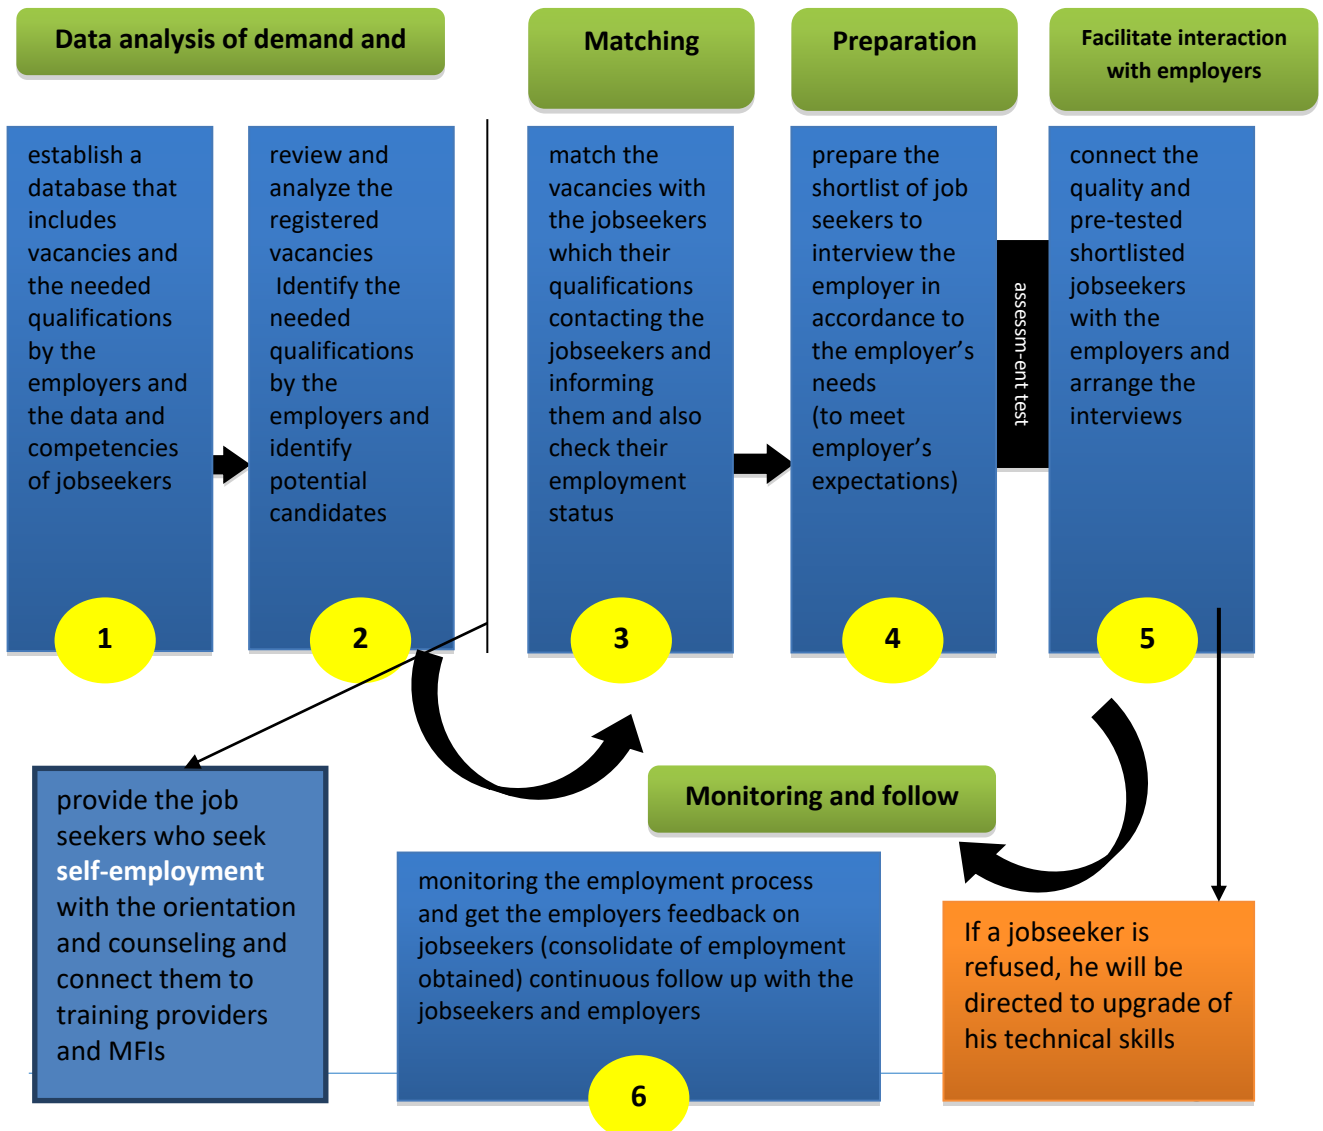 Data analysis of demand and
Matching
Preparation
Facilitate interaction
with employers
establish a
database that
includes
vacancies and
the needed
qualifications
by the
employers and
the data and
competencies
of jobseekers
1
review and
analyze the
registered
vacancies
Identify the
needed
qualifications
by the
employers and
identify
potential
candidates
2
match the
vacancies with
the jobseekers
which their
qualifications
contacting the
jobseekers and
informing
them and also
check their
employment
status
3
prepare the
shortlist of job
seekers to
interview the
employer in
accordance to
the employer’s
needs
(to meet
employer’s
expectations)
4
assessm-ent test
connect the
quality and
pre-tested
shortlisted
jobseekers
with the
employers and
arrange the
interviews
5
provide the job
seekers who seek
self-employment
with the orientation
and counseling and
connect them to
training providers
and MFIs
Monitoring and follow
monitoring the employment process
and get the employers feedback on
jobseekers (consolidate of employment
obtained) continuous follow up with the
jobseekers and employers
6
If a jobseeker is
refused, he will be
directed to upgrade of
his technical skills